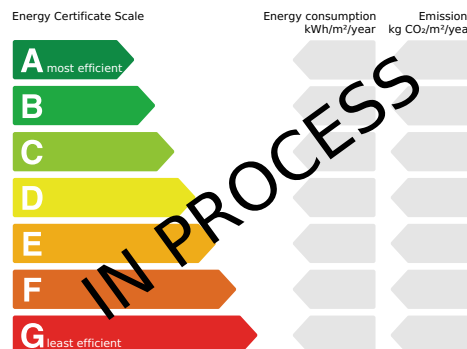 Energy Certificate Scale
Energy consumption
kWh/m²/year
Emission
kg CO₂/m²/year
A most efficient
B
C
D
E
F
G least efficient
IN PROCESS